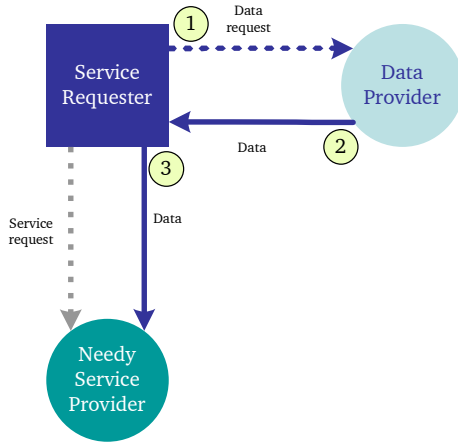 1
Data
request
Service
Requester
Data
Provider
Data
2
3
Data
Service
request
Needy
Service
Provider